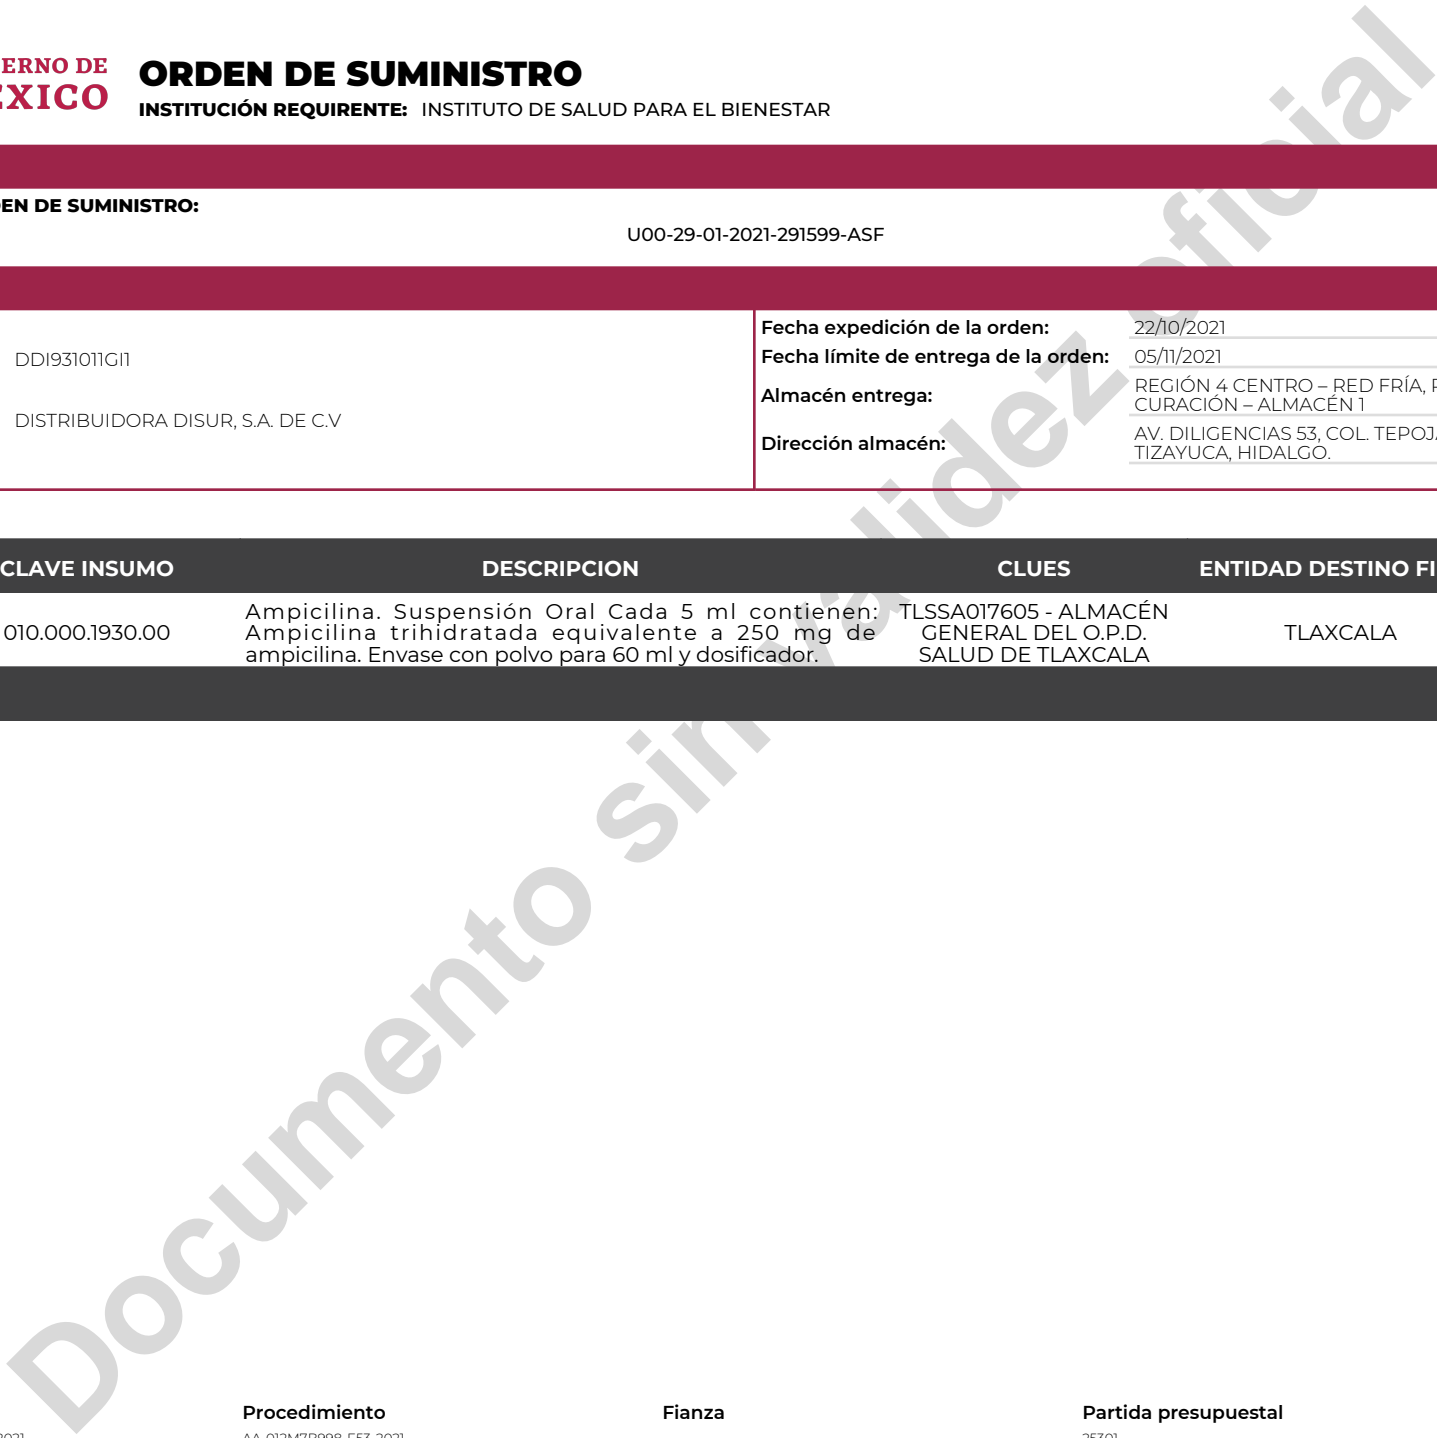 ERNO DE
ORDEN DE SUMINISTRO
INSTITUCIÓN REQUIRENTE: INSTITUTO DE SALUD PARA EL BIENESTAR
EN DE SUMINISTRO:
U00-29-01-2021-291599-ASF
DDI931011GI1
DISTRIBUIDORA DISUR, S.A. DE C.V
Fecha expedición de la orden: 22/10/2021
Fecha límite de entrega de la orden: 05/11/2021
Almacén entrega: REGIÓN 4 CENTRO – RED FRÍA,
CURACIÓN – ALMACÉN 1
Dirección almacén: AV. DILIGENCIAS 53, COL.
TIZAYUCA, HIDALGO.
CLAVE INSUMO DESCRIPCION CLUES ENTIDAD DESTINO FI
010.000.1930.00
Ampicilina. Suspensión Oral Cada 5 ml contienen:
Ampicilina trihidratada equivalente a 250 mg de
ampicilina. Envase con polvo para 60 ml y dosificador.
TLSSA017605 - ALMACÉN
GENERAL DEL O.P.D.
SALUD DE TLAXCALA
TLAXCALA
Documento sin validez oficial
Procedimiento Fianza Partida presupuestal